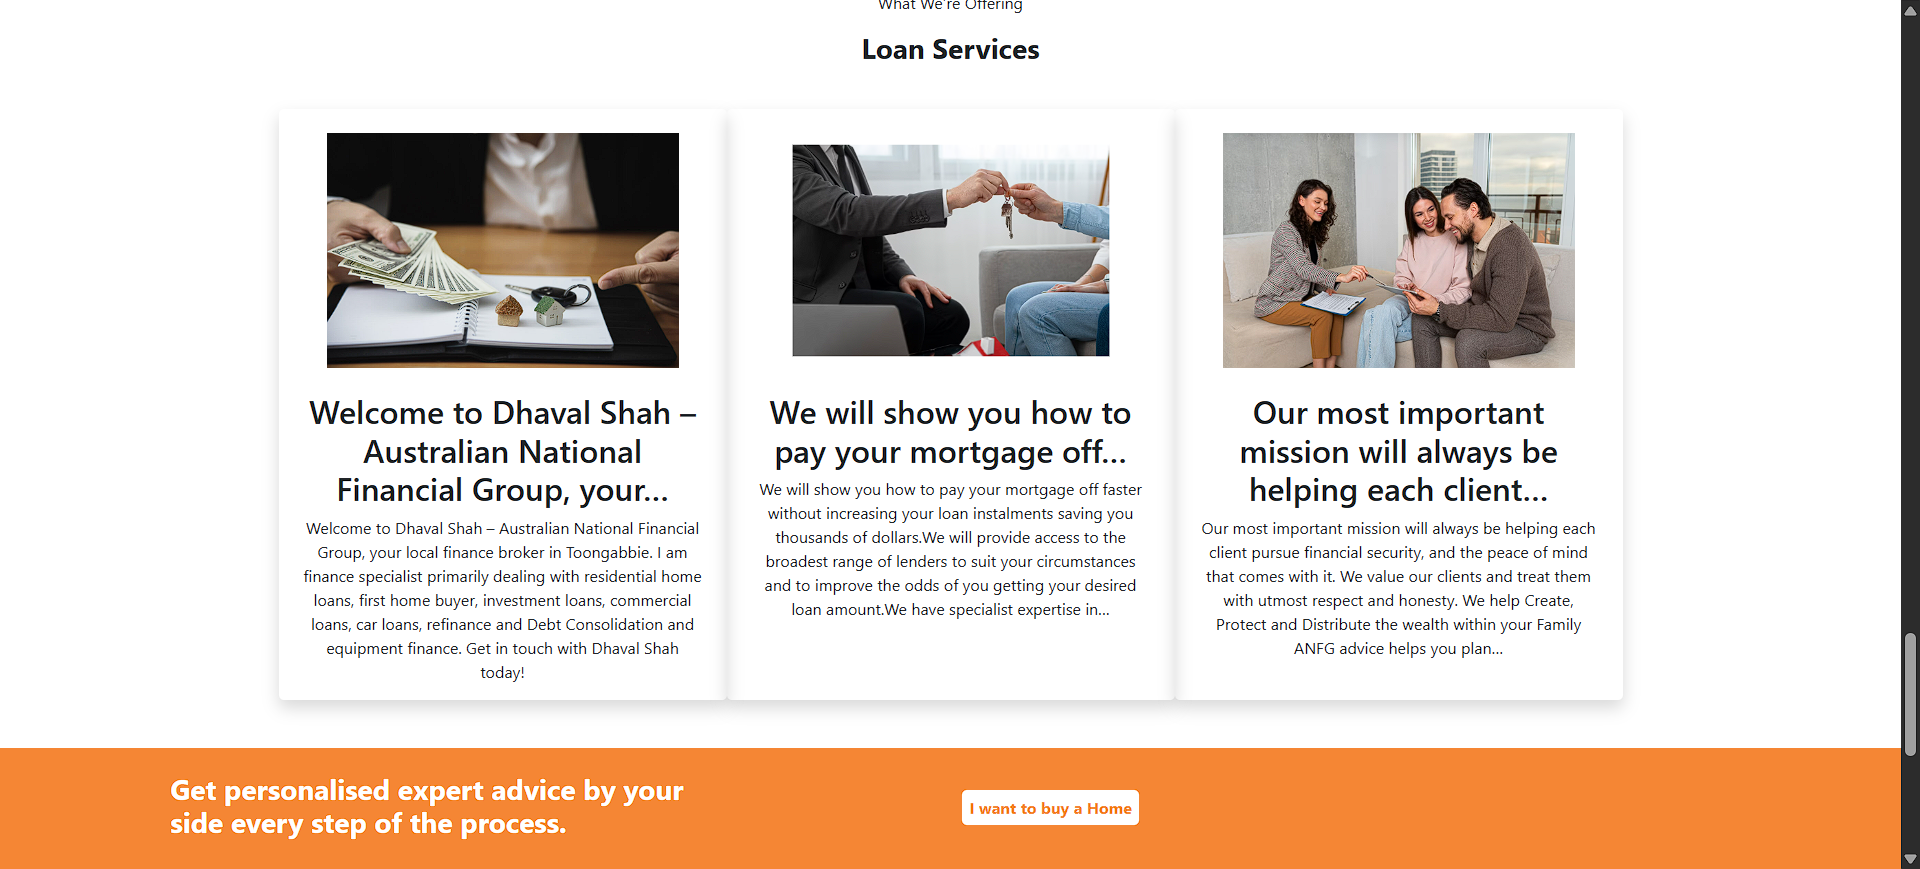 What We're Offering
Loan Services
Welcome to Dhaval Shah –
Australian National
Financial Group, your...
Welcome to Dhaval Shah – Australian National Financial
Group, your local finance broker in Toongabbie. I am
finance specialist primarily dealing with residential home
loans, first home buyer, investment loans, commercial
loans, car loans, refinance and Debt Consolidation and
equipment finance. Get in touch with Dhaval Shah
today!
We will show you how to
pay your mortgage off...
We will show you how to pay your mortgage off faster
without increasing your loan instalments saving you
thousands of dollars.We will provide access to the
broadest range of lenders to suit your circumstances
and to improve the odds of you getting your desired
loan amount.We have specialist expertise in...
Our most important
mission will always be
helping each client...
Our most important mission will always be helping each
client pursue financial security, and the peace of mind
that comes with it. We value our clients and treat them
with utmost respect and honesty. We help Create,
Protect and Distribute the wealth within your Family
ANFG advice helps you plan...
Get personalised expert advice by your
side every step of the process.
I want to buy a Home